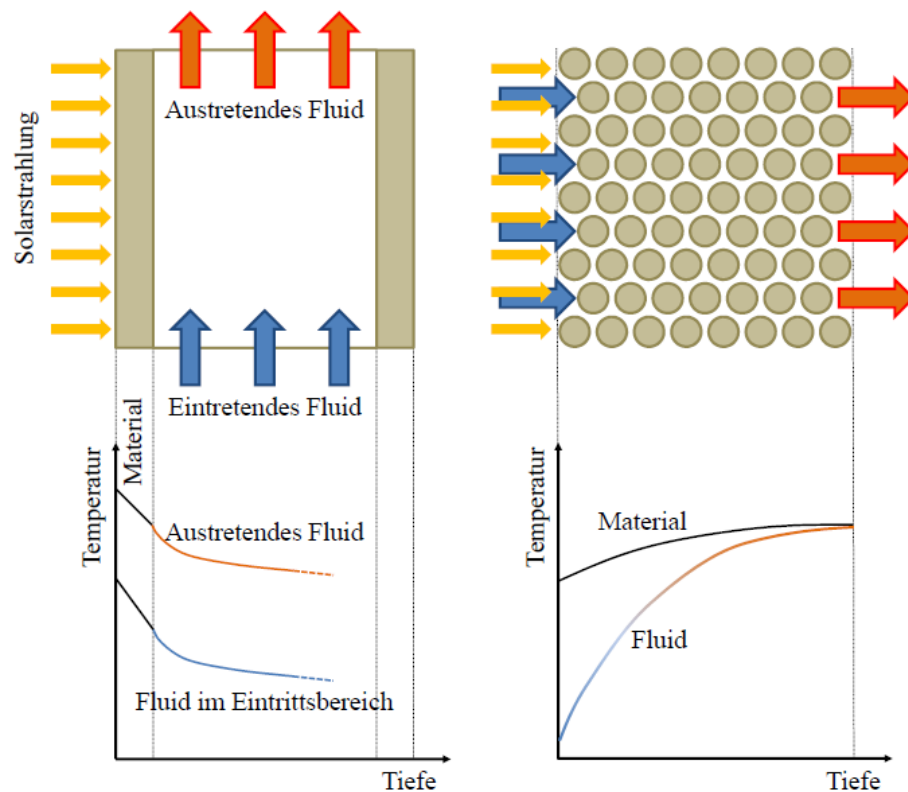 Austretendes Fluid
Solarstrahlung
Eintretendes Fluid
Material
Temperatur
Austretendes Fluid
Fluid im Eintrittsbereich
Tiefe
Temperatur
Material
Fluid
Tiefe